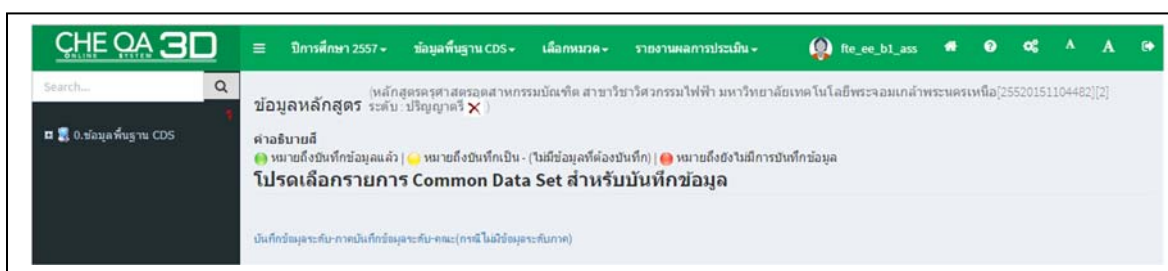 CHE QA 3D
ONLINE SYSTEM
ปีการศึกษา 2557 ข้อมูลพื้นฐาน CDS เลือกหมวด รายงานผลการประเมิน fte_ee_b1_ass A A
Search...
ข้อมูลหลักสูตร (หลักสูตรครุศาสตรอุตสาหกรรมบัณฑิต สาขาวิชาวิศวกรรมไฟฟ้า มหาวิทยาลัยเทคโนโลยีพระจอมเกล้าพระนครเหนือ[25520151104482][2]
ระดับ : ปริญญาตรี )
0.ข้อมูลพื้นฐาน CDS
คำอธิบายสี
หมายถึงบันทึกข้อมูลแล้ว | หมายถึงบันทึกเป็น - (ไม่มีข้อมูลที่ต้องบันทึก) | หมายถึงยังไม่มีการบันทึกข้อมูล
โปรดเลือกรายการ Common Data Set สำหรับบันทึกข้อมูล
บันทึกข้อมูลระดับ-ภาคบันทึกข้อมูลระดับ-คณะ(กรณีไม่มีข้อมูลระดับภาค)